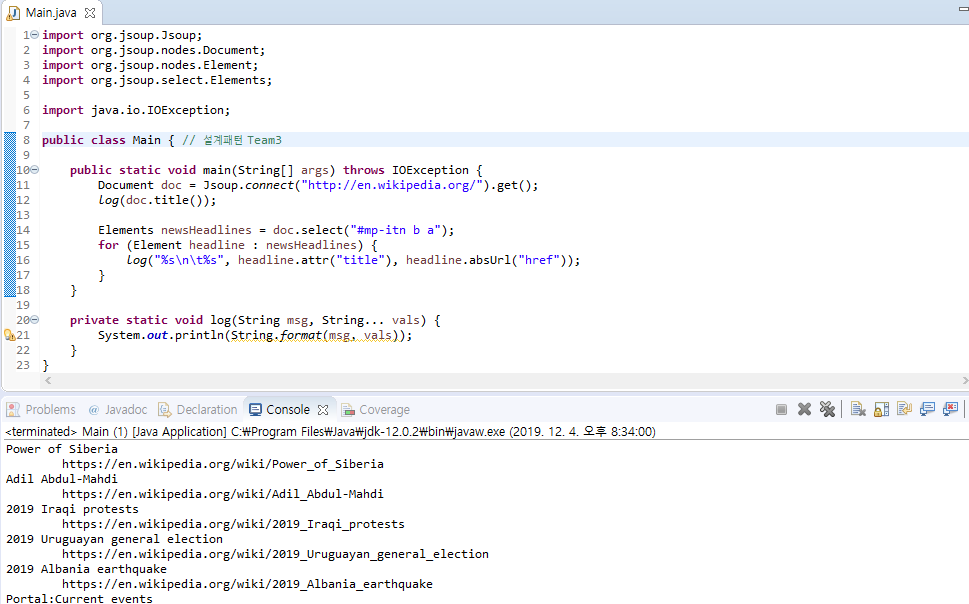 Main.java
1 import org.jsoup.Jsoup;
2 import org.jsoup.nodes.Document;
3 import org.jsoup.nodes.Element;
4 import org.jsoup.select.Elements;
5
6 import java.io.IOException;
7
8 public class Main { // 설계패턴 Team3
9
10     public static void main(String[] args) throws IOException {
11         Document doc = Jsoup.connect("http://en.wikipedia.org/").get();
12         log(doc.title());
13
14         Elements newsHeadlines = doc.select("#mp-itn b a");
15         for (Element headline : newsHeadlines) {
16             log("%s\n\t%s", headline.attr("title"), headline.absUrl("href"));
17         }
18     }
19
20     private static void log(String msg, String... vals) {
21         System.out.println(String.format(msg, vals));
22     }
23 }
Problems @ Javadoc Declaration Console Coverage
<terminated> Main (1) [Java Application] C:₩Program Files₩Java₩jdk-12.0.2₩bin₩javaw.exe (2019. 12. 4. 오후 8:34:00)
Power of Siberia
        https://en.wikipedia.org/wiki/Power_of_Siberia
Adil Abdul-Mahdi
        https://en.wikipedia.org/wiki/Adil_Abdul-Mahdi
2019 Iraqi protests
        https://en.wikipedia.org/wiki/2019_Iraqi_protests
2019 Uruguayan general election
        https://en.wikipedia.org/wiki/2019_Uruguayan_general_election
2019 Albania earthquake
        https://en.wikipedia.org/wiki/2019_Albania_earthquake
Portal:Current events